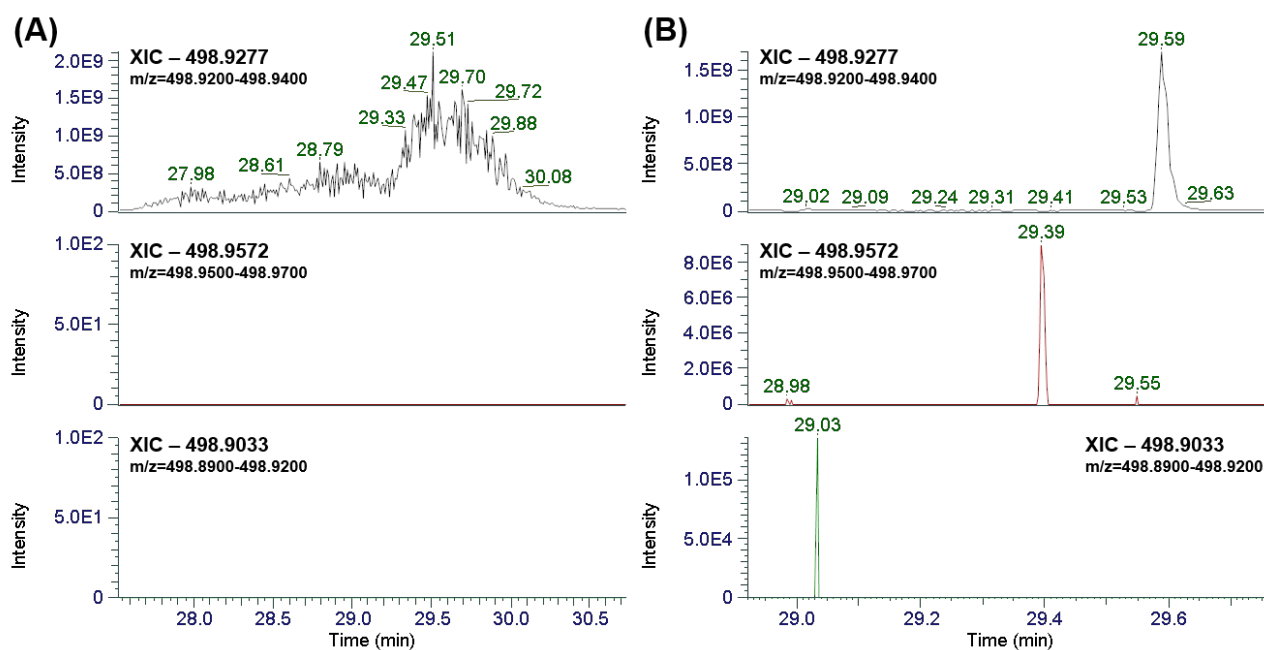 (A)
XIC – 498.9277
m/z=498.9200-498.9400
29.51
29.47
29.70
29.72
29.33
29.88
28.79
28.61
27.98
30.08
2.0E9
1.5E9
1.0E9
5.0E8
0
Intensity
XIC – 498.9572
m/z=498.9500-498.9700
1.0E2
5.0E1
0
Intensity
XIC – 498.9033
m/z=498.8900-498.9200
1.0E2
5.0E1
0
Intensity
28.0 28.5 29.0 29.5 30.0 30.5
Time (min)
(B)
XIC – 498.9277
m/z=498.9200-498.9400
29.59
29.02 29.09 29.24 29.31 29.41 29.53 29.63
1.5E9
1.0E9
5.0E8
0
Intensity
XIC – 498.9572
m/z=498.9500-498.9700
29.39
28.98
29.55
8.0E6
6.0E6
4.0E6
2.0E6
0
Intensity
29.03
XIC – 498.9033
m/z=498.8900-498.9200
1.0E5
5.0E4
0
Intensity
29.0 29.2 29.4 29.6
Time (min)